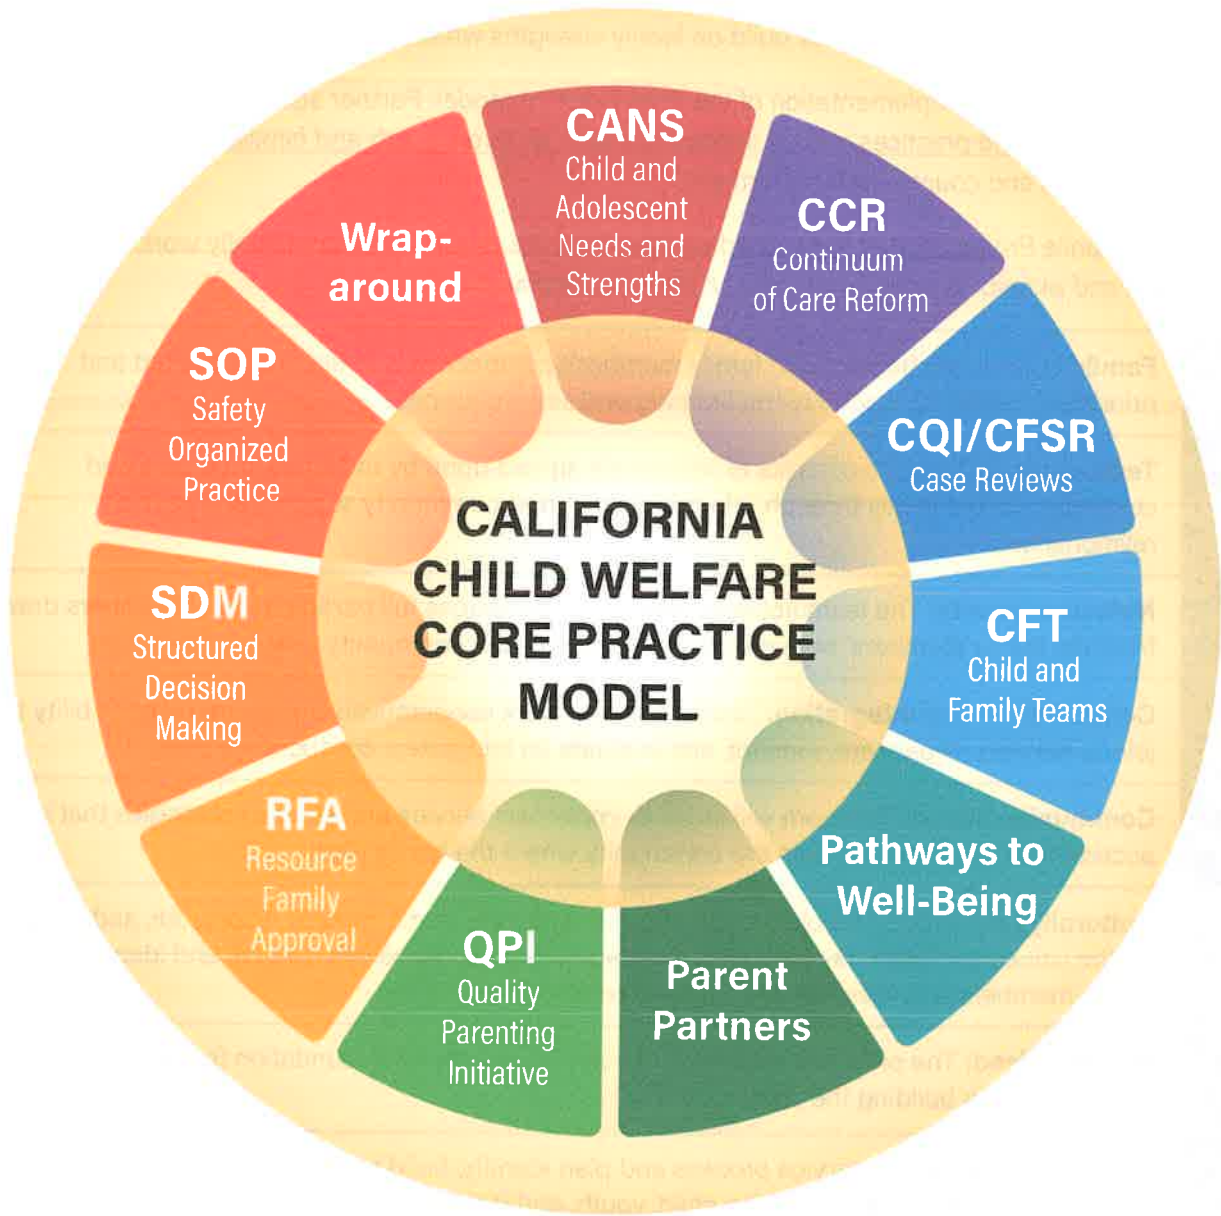 CANS
Child and
Adolescent
Needs and
Strengths
CCR
Continuum
of Care Reform
CQI/CFSR
Case Reviews
CFT
Child and
Family Teams
Pathways to
Well-Being
Parent
Partners
QPI
Quality
Parenting
Initiative
RFA
Resource
Family
Approval
SDM
Structured
Decision
Making
SOP
Safety
Organized
Practice
Wrap-
around
CALIFORNIA
CHILD WELFARE
CORE PRACTICE
MODEL